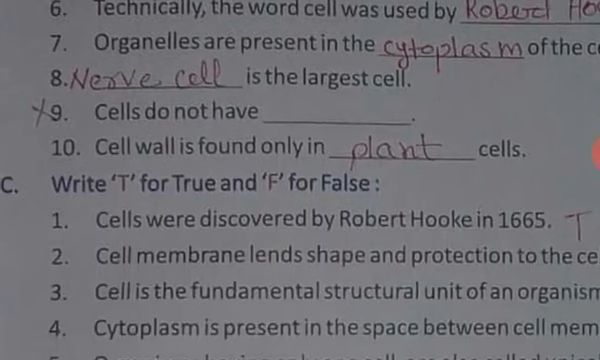 6. Technically, the word cell was used by Robert Ho
7. Organelles are present in the cytoplasm of the c
8. Nerve cell is the largest cell.
9. Cells do not have ____________.
10. Cell wall is found only in plant cells.
C. Write 'T' for True and 'F' for False :
1. Cells were discovered by Robert Hooke in 1665. T
2. Cell membrane lends shape and protection to the ce
3. Cell is the fundamental structural unit of an organism
4. Cytoplasm is present in the space between cell mem